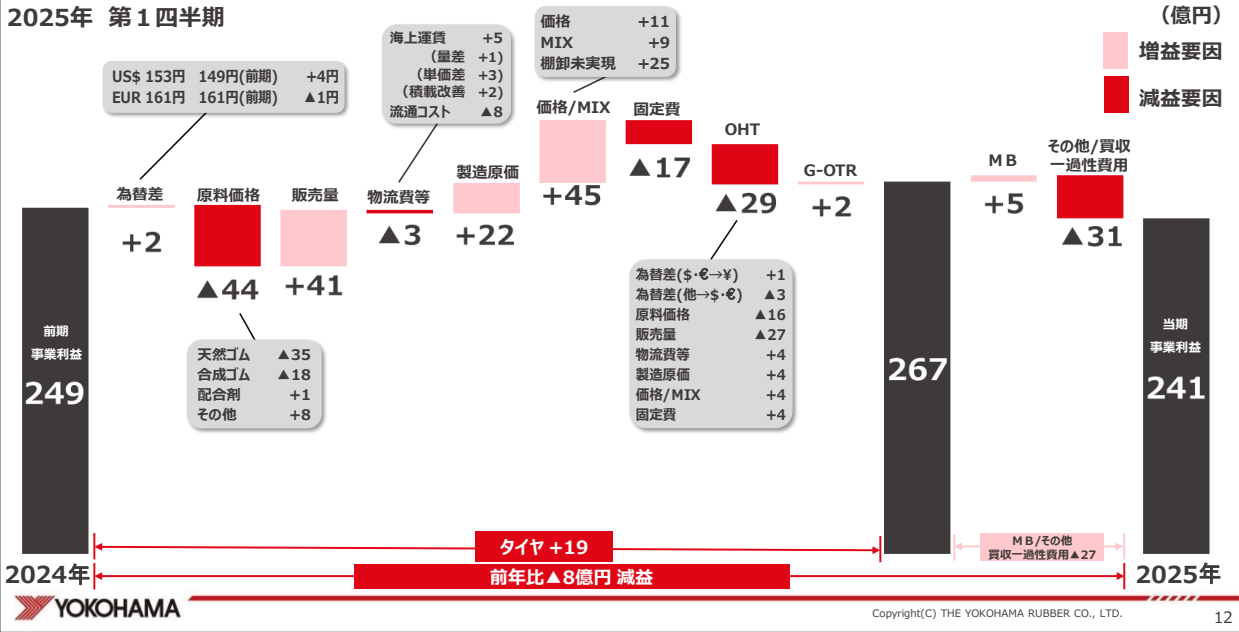 2025年 第１四半期
（億円）
増益要因
減益要因
US$ 153円 149円(前期) +4円
EUR 161円 161円(前期) ▲1円
海上運賃 +5
(量差 +1)
(単価差 +3)
(積載改善 +2)
流通コスト ▲8
価格 +11
MIX +9
棚卸未実現 +25
為替差
+2
原料価格
▲44
販売量
+41
物流費等
▲3
製造原価
+22
価格/MIX
+45
固定費
▲17
OHT
▲29
G-OTR
+2
ＭＢ
+5
その他/買収
一過性費用
▲31
天然ゴム ▲35
合成ゴム ▲18
配合剤 +1
その他 +8
為替差($･€→¥) +1
為替差(他→$･€) ▲3
原料価格 ▲16
販売量 ▲27
物流費等 +4
製造原価 +4
価格/MIX +4
固定費 +4
前期
事業利益
249
267
当期
事業利益
241
タイヤ +19
ＭＢ/その他
買収一過性費用▲27
2024年
前年比▲8億円 減益
2025年
YOKOHAMA
Copyright(C) THE YOKOHAMA RUBBER CO., LTD.
12